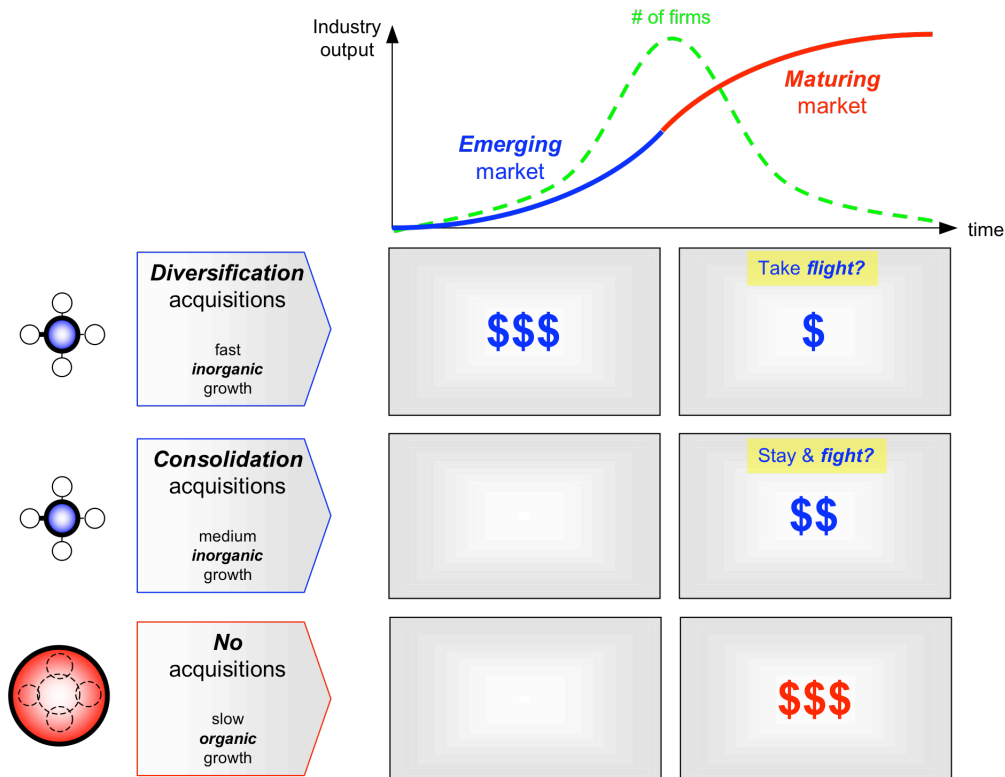 # of firms
Industry
output
Maturing
market
Emerging
market
time
Diversification
acquisitions
fast
inorganic
growth
$$$
Take flight?
$
Consolidation
acquisitions
medium
inorganic
growth
Stay & fight?
$$
No
acquisitions
slow
organic
growth
$$$